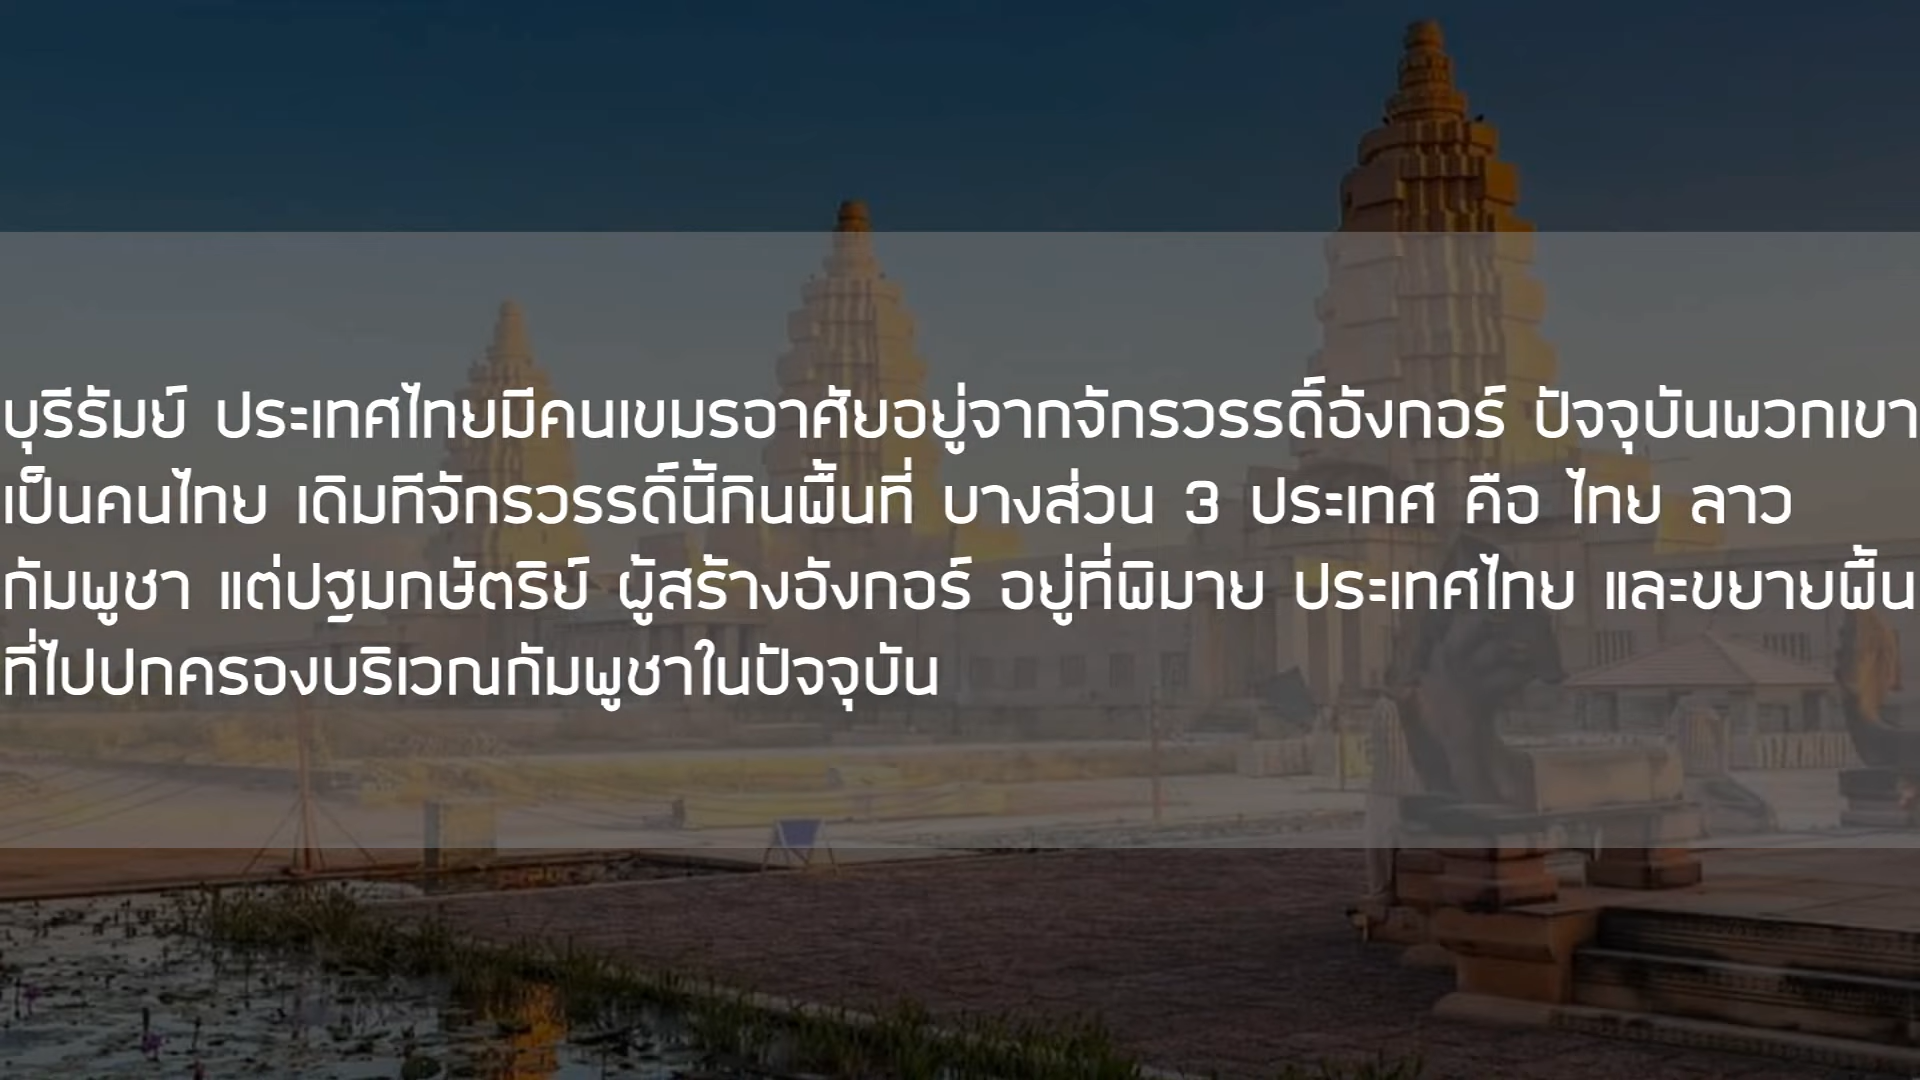 บุรีรัมย์ ประเทศไทยมีคนเขมรอาศัยอยู่จากจักรวรรดิ์อังกอร์ ปัจจุบันพวกเขา
เป็นคนไทย เดิมทีจักรวรรดิ์นี้กินพื้นที่ บางส่วน 3 ประเทศ คือ ไทย ลาว
กัมพูชา แต่ปฐมกษัตริย์ ผู้สร้างอังกอร์ อยู่ที่พิมาย ประเทศไทย และขยายพื้น
ที่ไปปกครองบริเวณกัมพูชาในปัจจุบัน